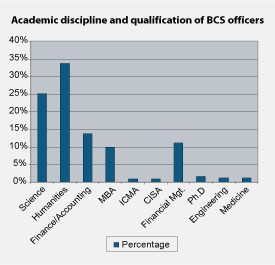 Academic discipline and qualification of BCS officers
40%
35%
30%
25%
20%
15%
10%
5%
0%
Science
Humanities
Finance/Accounting
MBA
ICMA
CISA
Financial Mgt.
Ph.D
Engineering
Medicine
Percentage